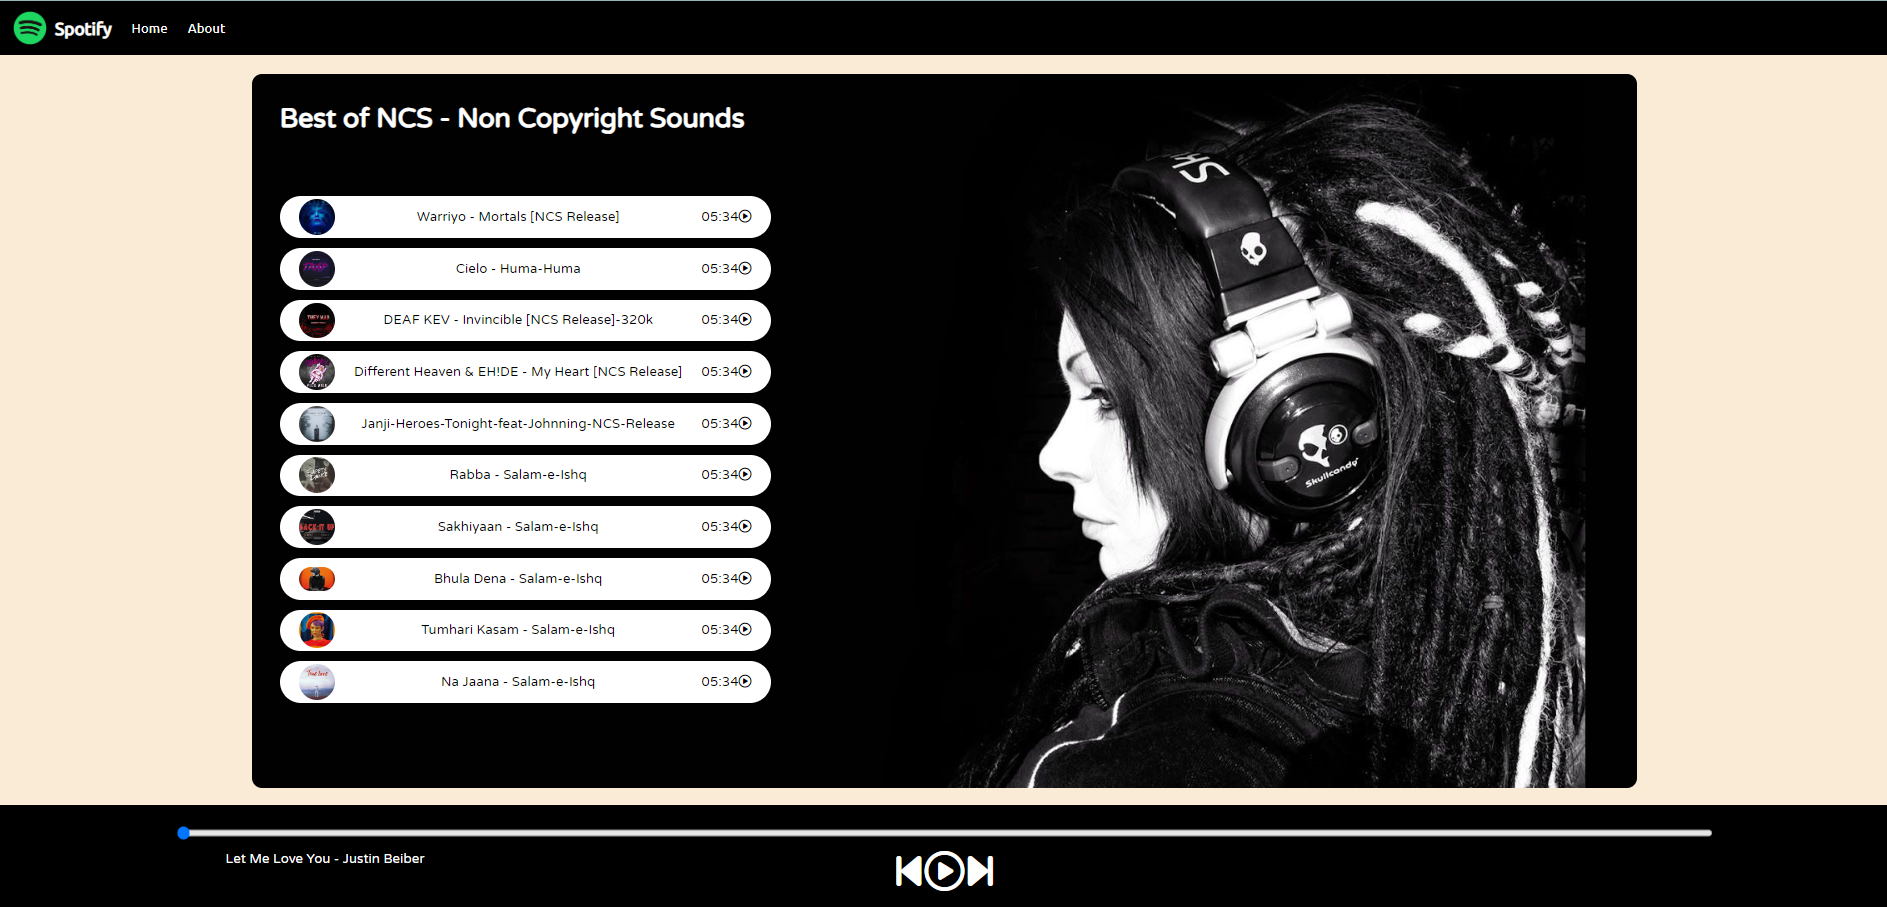 Spotify Home About
Best of NCS - Non Copyright Sounds
Warriyo - Mortals [NCS Release] 05:34
Cielo - Huma-Huma 05:34
DEAF KEV - Invincible [NCS Release]-320k 05:34
Different Heaven & EH!DE - My Heart [NCS Release] 05:34
Janji-Heroes-Tonight-feat-Johnning-NCS-Release 05:34
Rabba - Salam-e-Ishq 05:34
Sakhiyaan - Salam-e-Ishq 05:34
BACK IT UP
Bhula Dena - Salam-e-Ishq 05:34
Tumhari Kasam - Salam-e-Ishq 05:34
Na Jaana - Salam-e-Ishq 05:34
Skullcandy
Let Me Love You - Justin Beiber